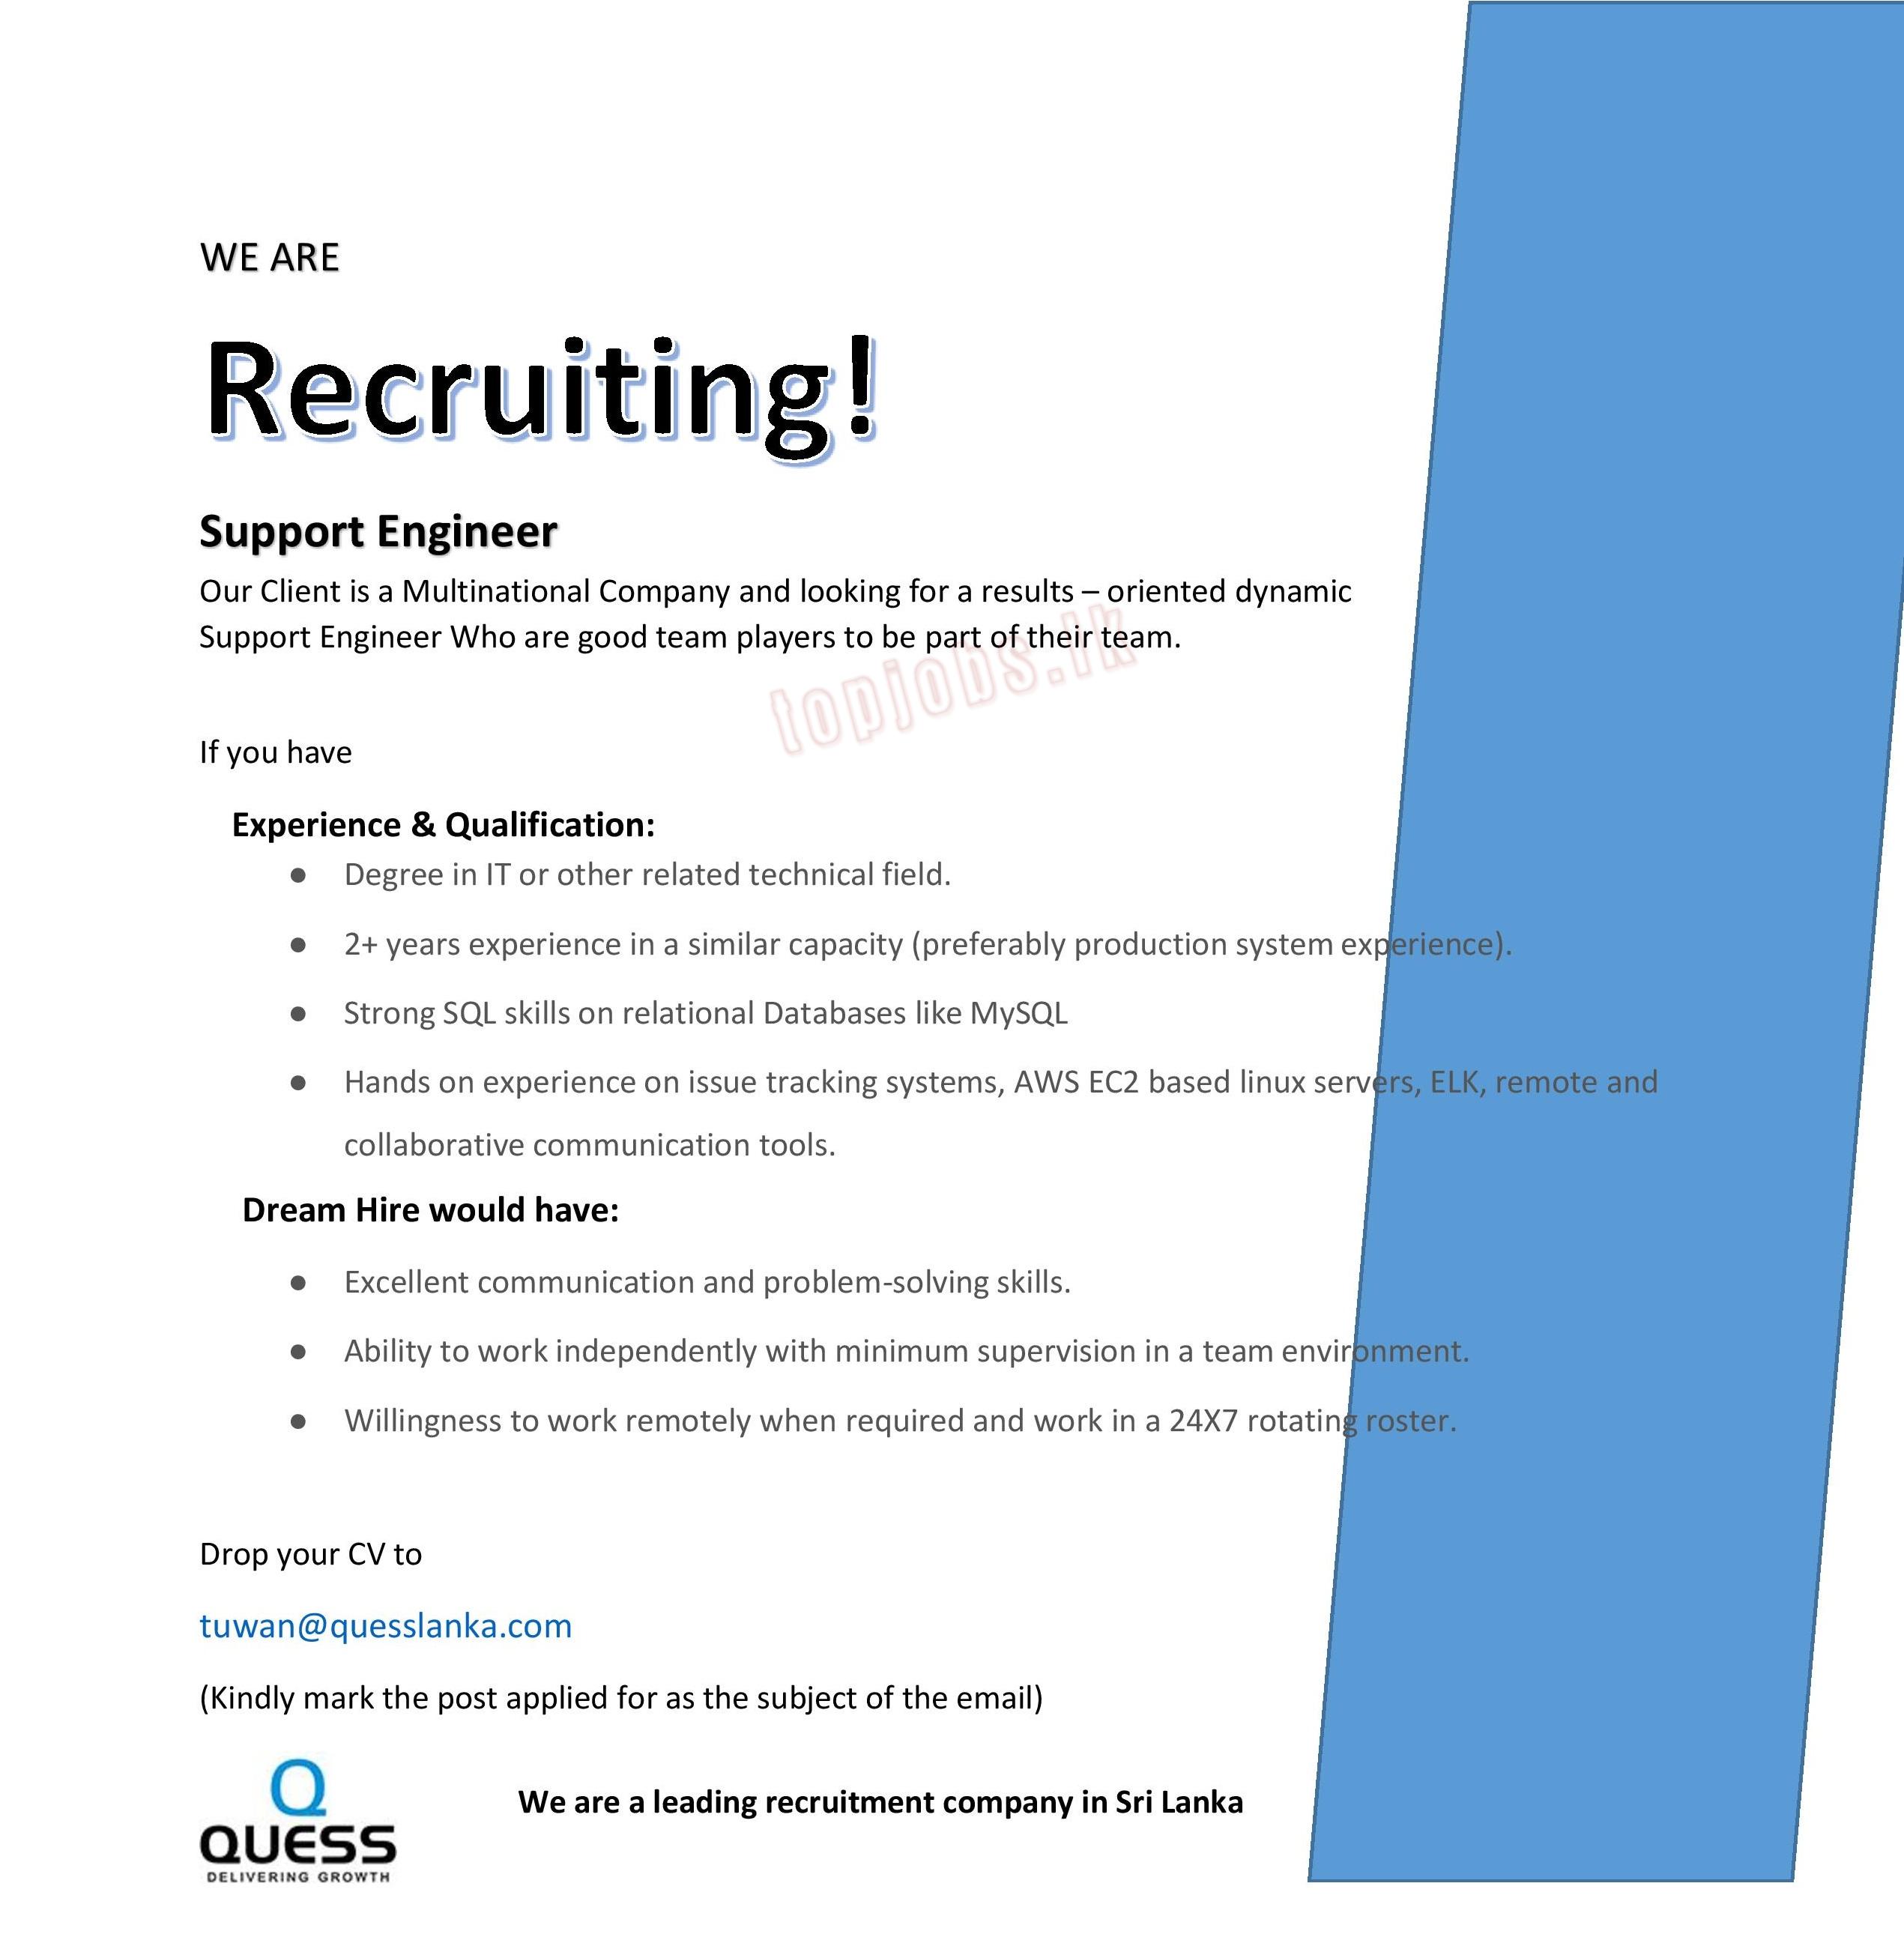 WE ARE
Recruiting!
Support Engineer
Our Client is a Multinational Company and looking for a results – oriented dynamic
Support Engineer Who are good team players to be part of their team.
topjobs.lk
If you have
Experience & Qualification:
● Degree in IT or other related technical field.
● 2+ years experience in a similar capacity (preferably production system experience).
● Strong SQL skills on relational Databases like MySQL
● Hands on experience on issue tracking systems, AWS EC2 based linux servers, ELK, remote and
collaborative communication tools.
Dream Hire would have:
● Excellent communication and problem-solving skills.
● Ability to work independently with minimum supervision in a team environment.
● Willingness to work remotely when required and work in a 24X7 rotating roster.
Drop your CV to
tuwan@quesslanka.com
(Kindly mark the post applied for as the subject of the email)
Q
QUESS
DELIVERING GROWTH
We are a leading recruitment company in Sri Lanka